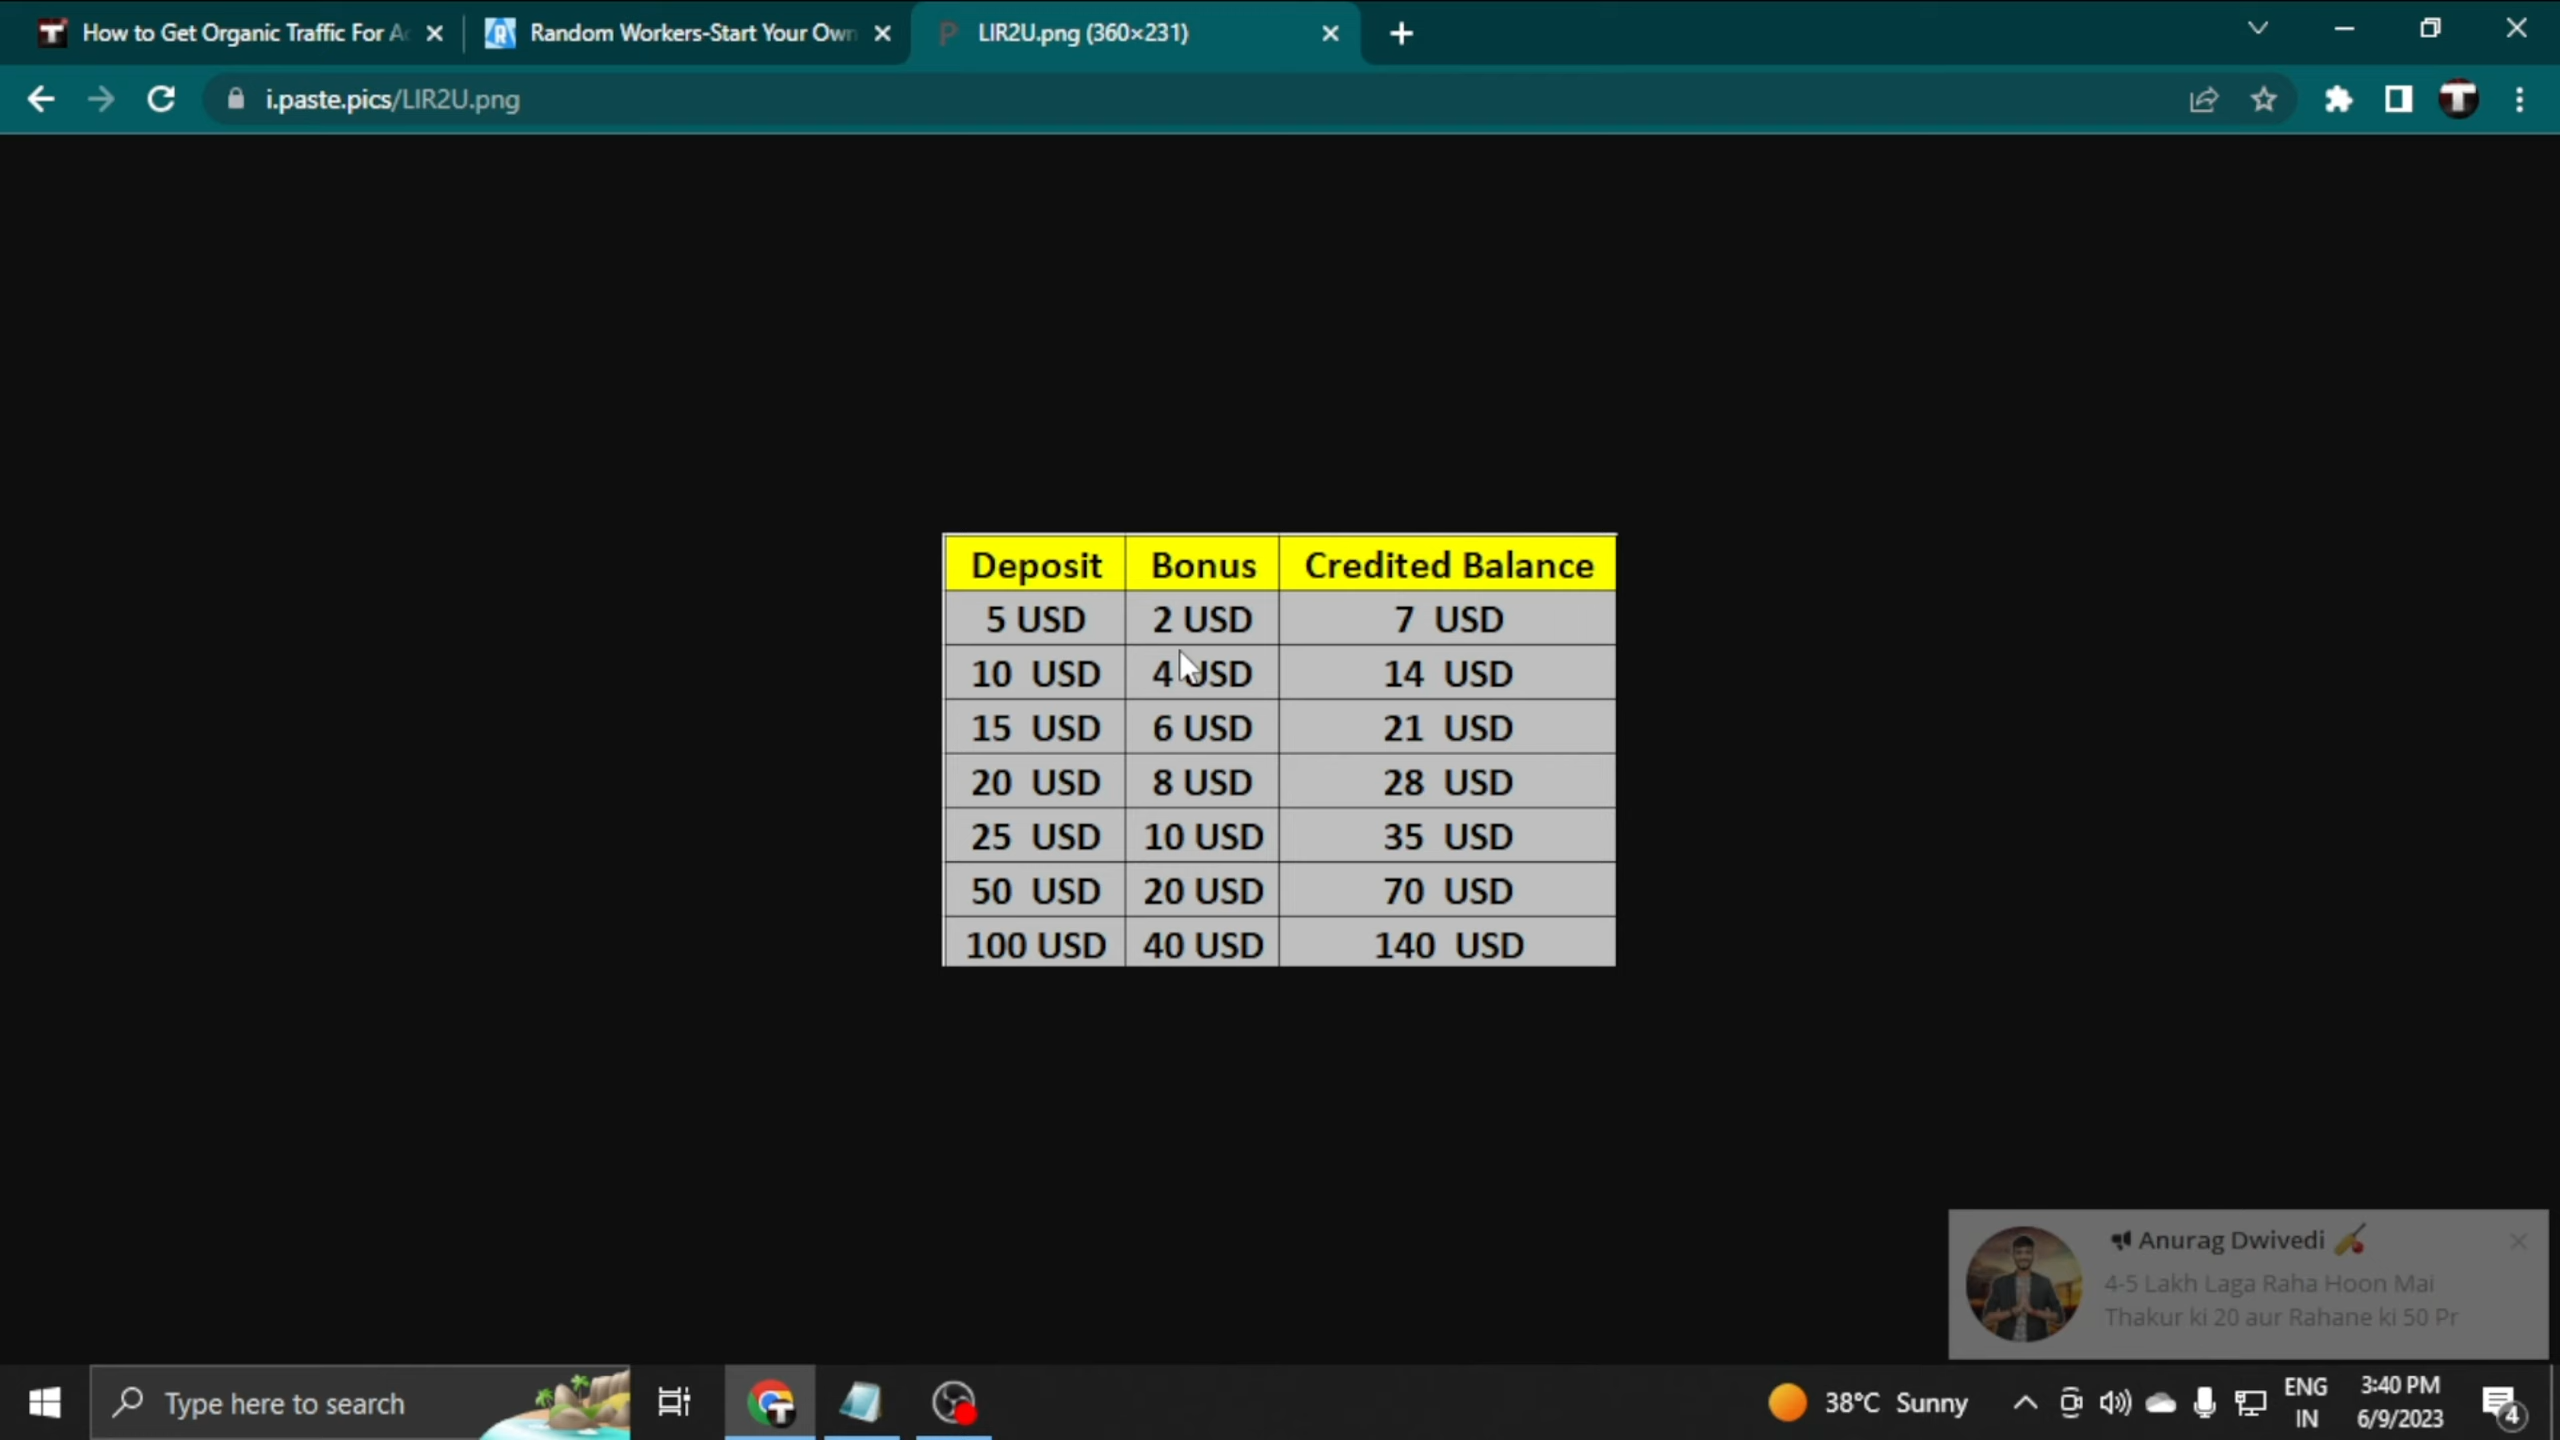 How to Get Organic Traffic For Ac
Random Workers-Start Your Own
LIR2U.png (360×231)
i.paste.pics/LIR2U.png
Deposit Bonus Credited Balance
5 USD 2 USD 7 USD
10 USD 4 USD 14 USD
15 USD 6 USD 21 USD
20 USD 8 USD 28 USD
25 USD 10 USD 35 USD
50 USD 20 USD 70 USD
100 USD 40 USD 140 USD
Anurag Dwivedi
4-5 Lakh Laga Raha Hoon Mai
Thakur ki 20 aur Rahane ki 50 Pr
Type here to search
38°C Sunny
ENG
IN
3:40 PM
6/9/2023
4